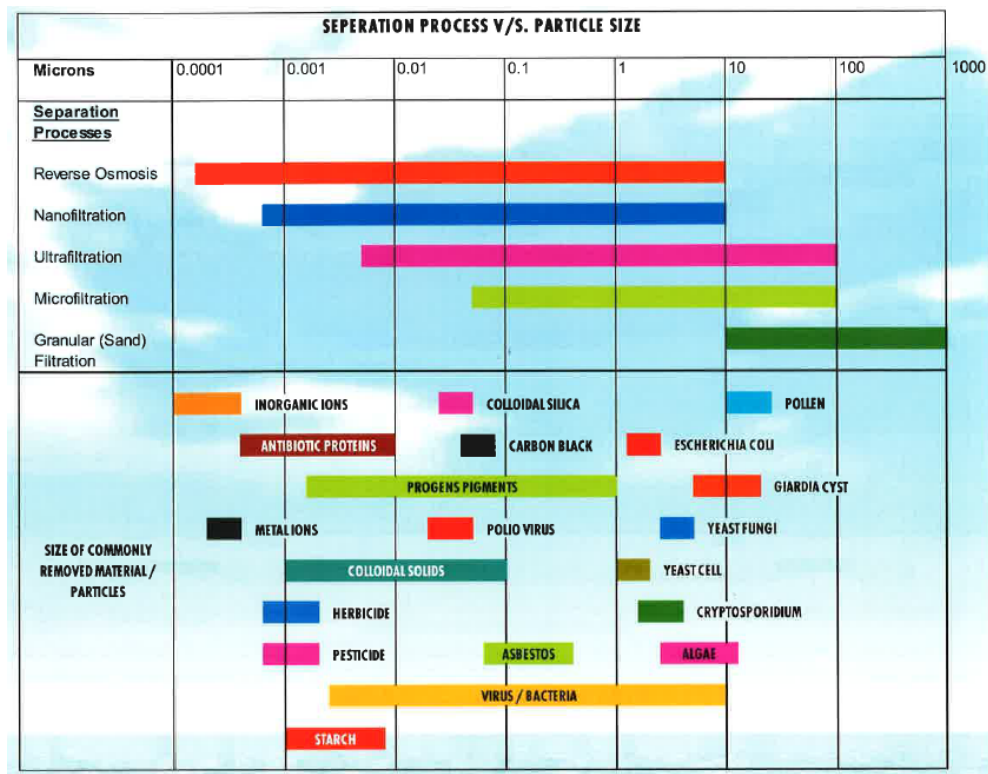 SEPERATION PROCESS V/S. PARTICLE SIZE
Microns 0.0001 0.001 0.01 0.1 1 10 100 1000
Separation
Processes
Reverse Osmosis
Nanofiltration
Ultrafiltration
Microfiltration
Granular (Sand)
Filtration
SIZE OF COMMONLY
REMOVED MATERIAL /
PARTICLES
INORGANIC IONS COLLOIDAL SILICA POLLEN
ANTIBIOTIC PROTEINS CARBON BLACK ESCHERICHIA COLI
PROGENS PIGMENTS GIARDIA CYST
METAL IONS POLIO VIRUS YEAST FUNGI
COLLOIDAL SOLIDS YEAST CELL
HERBICIDE CRYPTOSPORIDIUM
PESTICIDE ASBESTOS ALGAE
VIRUS / BACTERIA
STARCH